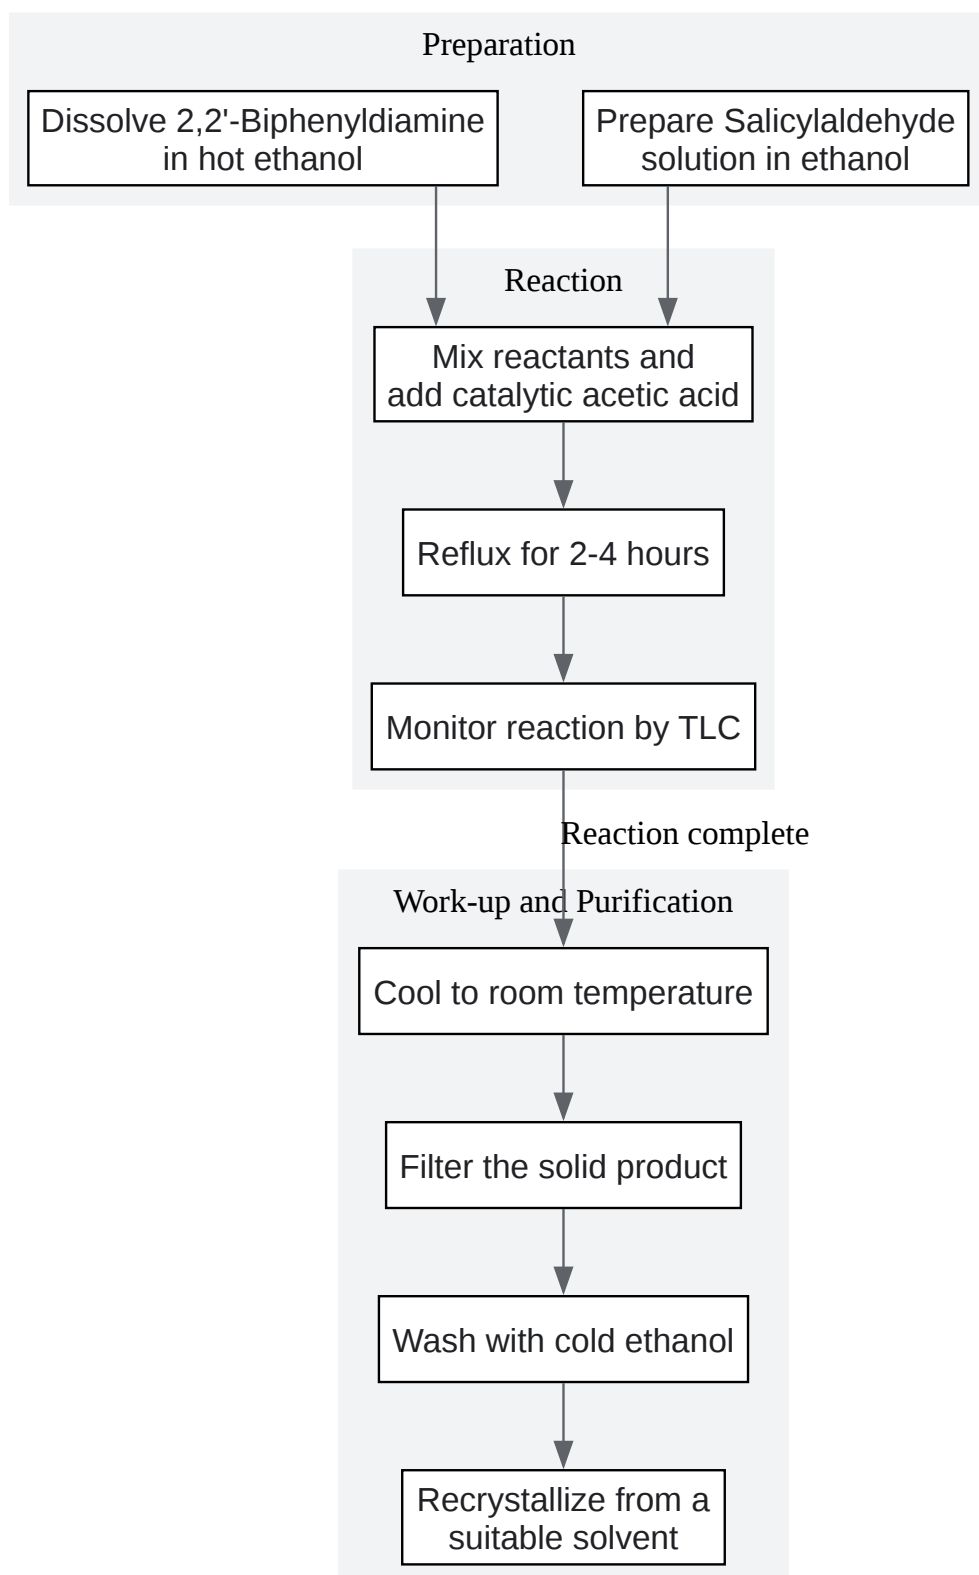 Preparation
Dissolve 2,2'-Biphenyldiamine
in hot ethanol
Prepare Salicylaldehyde
solution in ethanol
Reaction
Mix reactants and
add catalytic acetic acid
Reflux for 2-4 hours
Monitor reaction by TLC
Reaction complete
Work-up and Purification
Cool to room temperature
Filter the solid product
Wash with cold ethanol
Recrystallize from a
suitable solvent